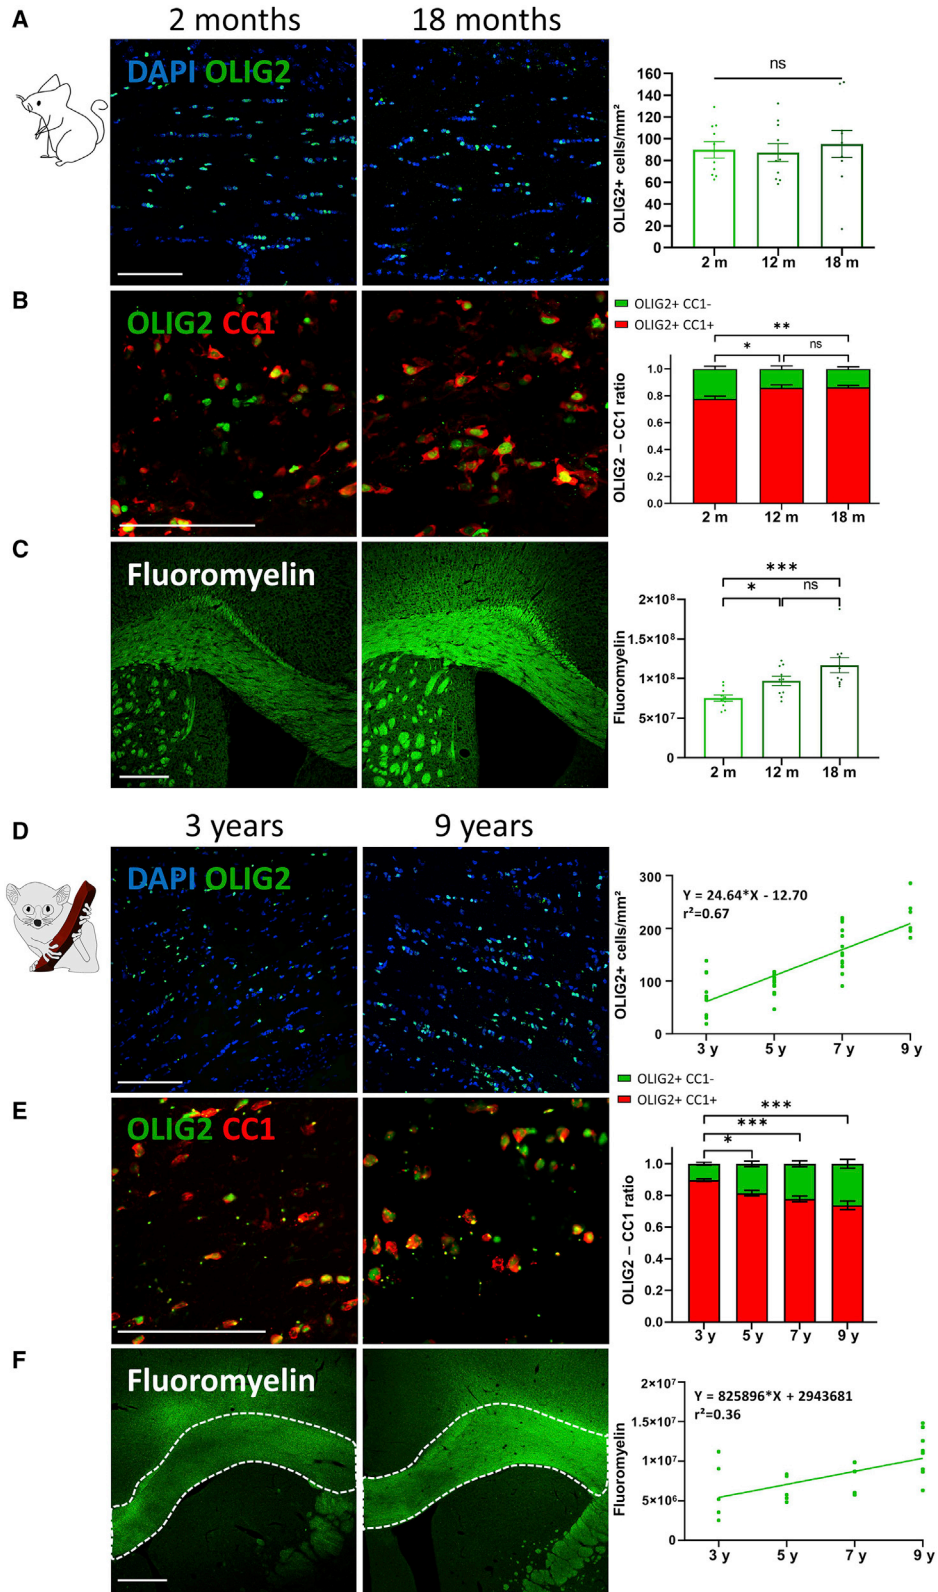 A
2 months
18 months
DAPI OLIG2
OLIG2+ cells/mm²
160
140
120
100
80
60
40
20
0
ns
2 m
12 m
18 m
B
OLIG2 CC1
OLIG2+ CC1-
OLIG2+ CC1+
**
*
ns
OLIG2 – CC1 ratio
1.0
0.8
0.6
0.4
0.2
0.0
2 m
12 m
18 m
C
Fluoromyelin
***
*
ns
Fluoromyelin
2×10⁸
1.5×10⁸
1×10⁸
5×10⁷
0
2 m
12 m
18 m
D
3 years
9 years
DAPI OLIG2
OLIG2+ cells/mm²
300
200
100
0
Y = 24.64*X - 12.70
r²=0.67
3 y
5 y
7 y
9 y
E
OLIG2 CC1
OLIG2+ CC1-
OLIG2+ CC1+
***
***
*
OLIG2 – CC1 ratio
1.0
0.8
0.6
0.4
0.2
0.0
3 y
5 y
7 y
9 y
F
Fluoromyelin
Fluoromyelin
2×10⁷
1.5×10⁷
1×10⁷
5×10⁶
0
Y = 825896*X + 2943681
r²=0.36
3 y
5 y
7 y
9 y